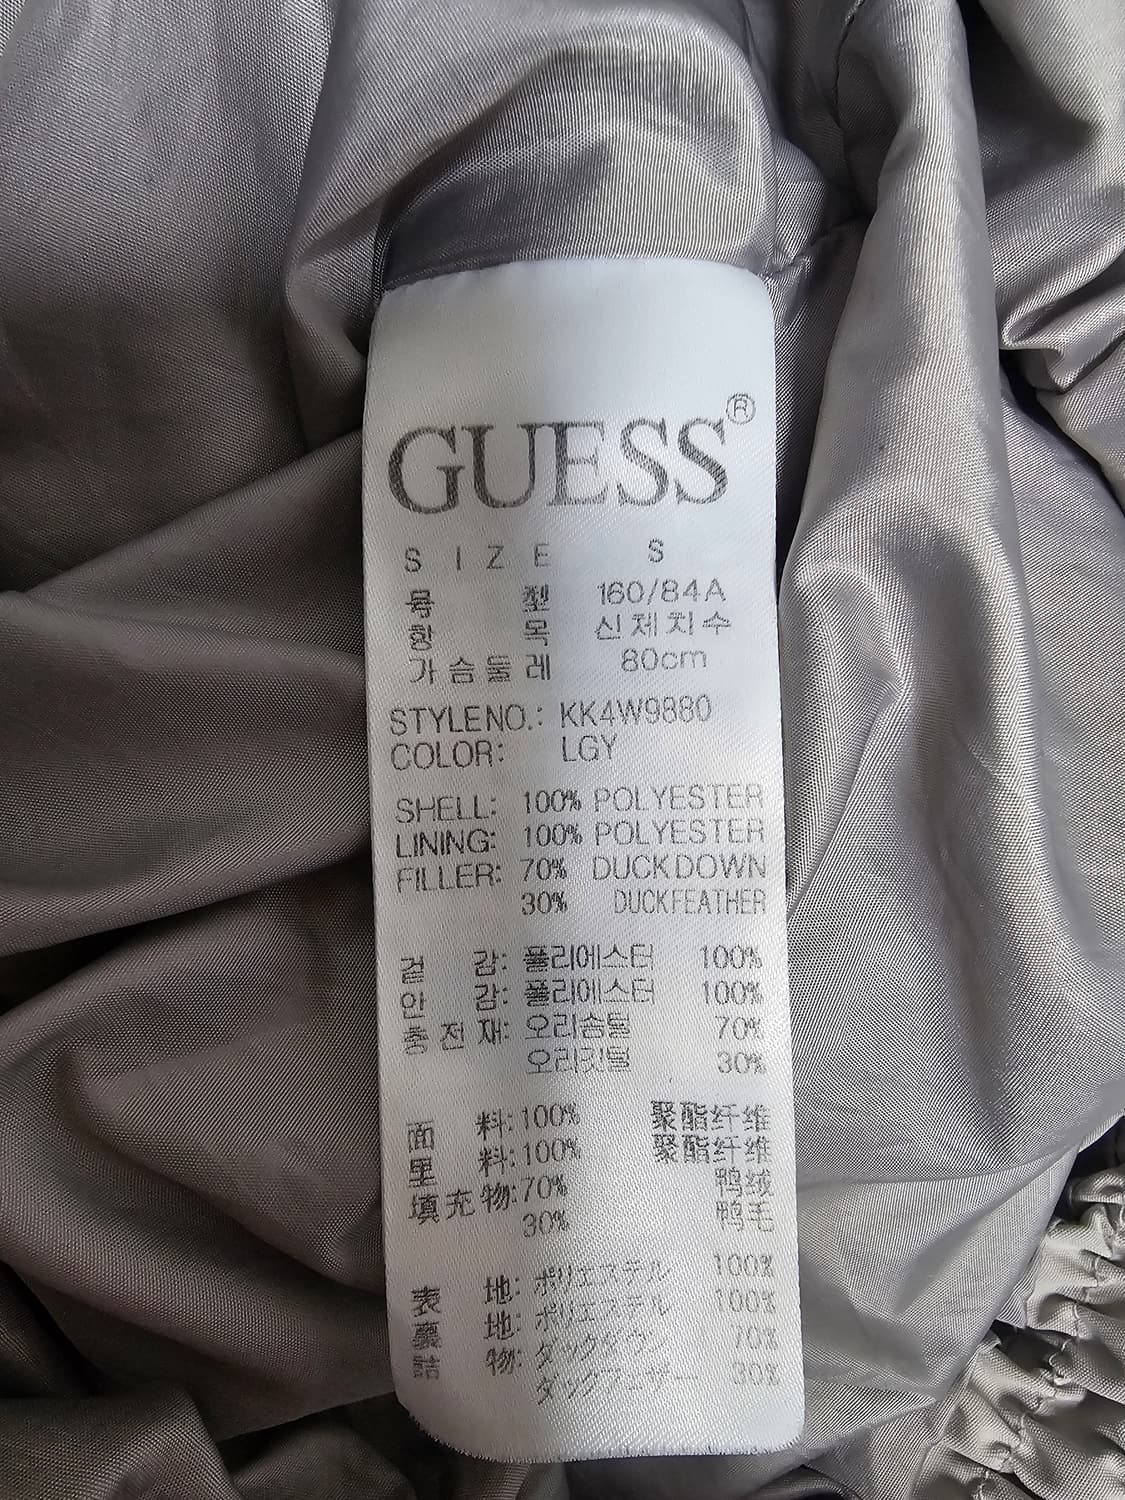 GUESS®
SIZE S
号 型 160/84A
항 목 신체치수
가슴둘레 80cm
STYLENO.: KK4W9880
COLOR: LGY
SHELL: 100% POLYESTER
LINING: 100% POLYESTER
FILLER: 70% DUCKDOWN
30% DUCKFEATHER
겉 감: 폴리에스터 100%
안 감: 폴리에스터 100%
충전재: 오리솜털 70%
오리깃털 30%
面 料: 100% 聚酯纤维
里 料: 100% 聚酯纤维
填充物: 70% 鸭绒
30% 鸭毛
表 地: ポリエステル 100%
裏 地: ポリエステル 100%
詰 物: ダックダウン 70%
ダックフェザー 30%